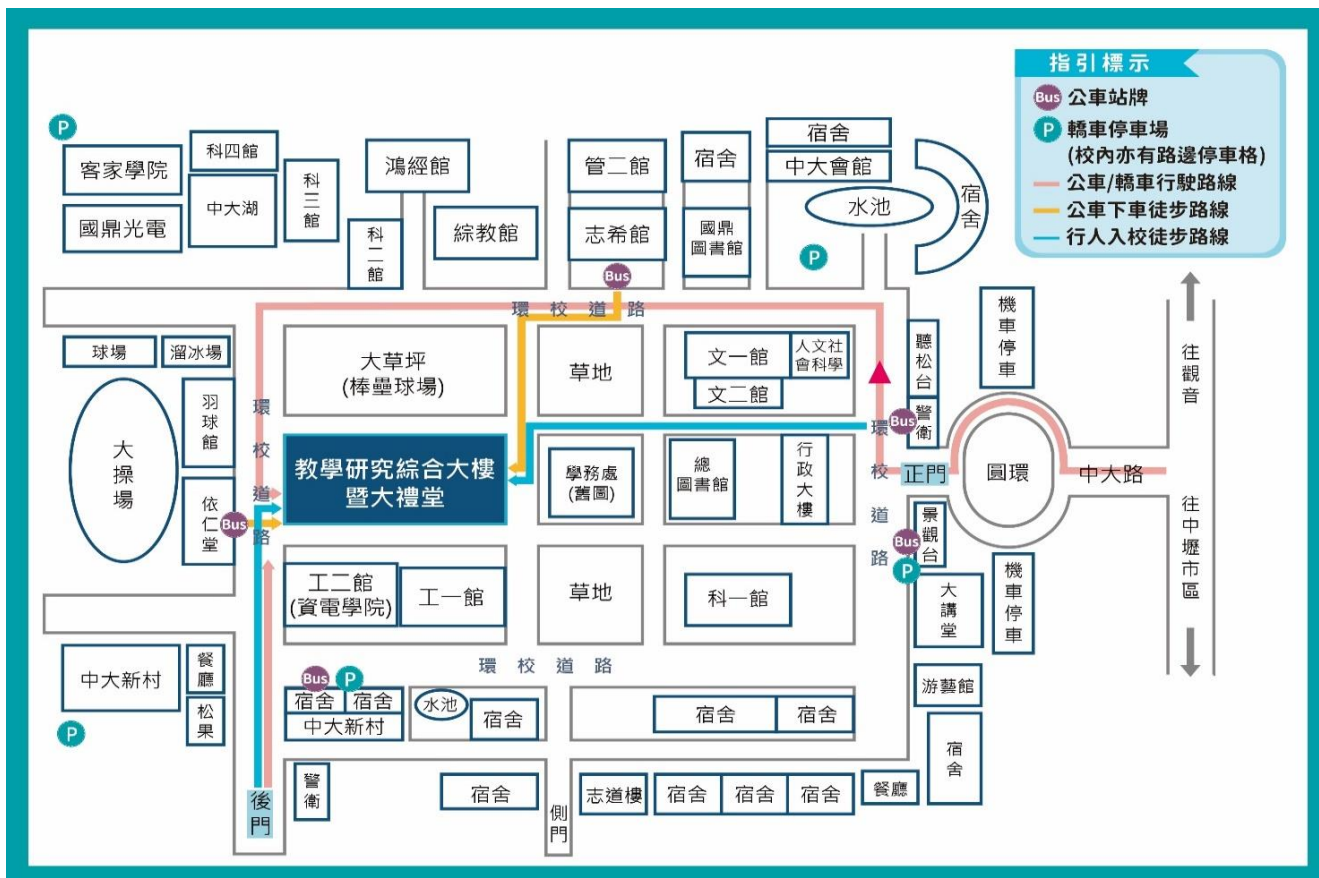 指引標示
Bus 公車站牌
P 轎車停車場
(校內亦有路邊停車格)
公車/轎車行駛路線
公車下車徒步路線
行人入校徒步路線
P
客家學院
科四館
國鼎光電
中大湖
科三館
鴻經館
科二館
綜教館
管二館
志希館
Bus
宿舍
國鼎
圖書館
宿舍
中大會館
水池
P
宿舍
環校道路
球場
溜冰場
羽球館
大操場
依仁堂
Bus
環校道路
大草坪
(棒壘球場)
草地
文一館
人文社
會科學
文二館
聽松台
警衛
Bus
機車停車
圓環
中大路
正門
往觀音
往中壢市區
教學研究綜合大樓
暨大禮堂
學務處
(舊圖)
總
圖書館
行政大樓
環校道路
景觀台
Bus
P
大講堂
機車停車
工二館
(資電學院)
工一館
草地
科一館
環校道路
中大新村
餐廳
松果
P
Bus
P
宿舍
宿舍
中大新村
水池
宿舍
宿舍
宿舍
游藝館
宿舍
後門
警衛
宿舍
側門
志道樓
宿舍
宿舍
宿舍
餐廳